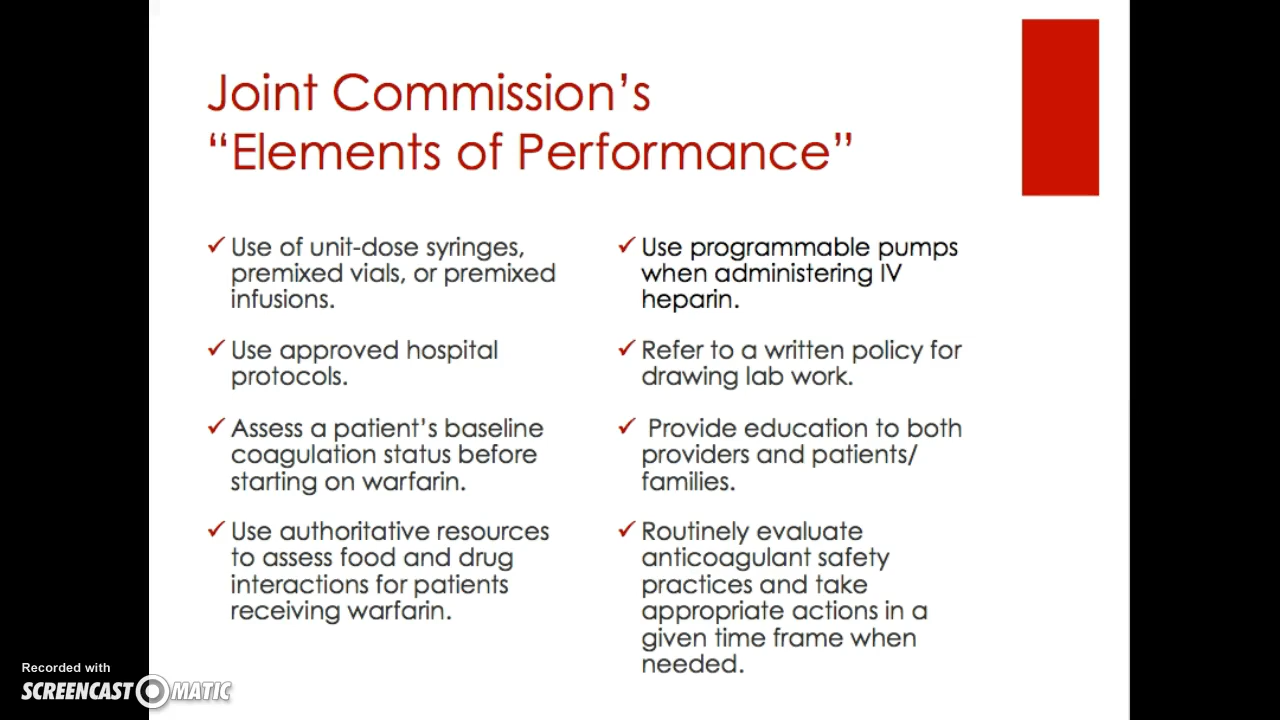 Joint Commission's
"Elements of Performance"
✓ Use of unit-dose syringes,
premixed vials, or premixed
infusions.
✓ Use approved hospital
protocols.
✓ Assess a patient's baseline
coagulation status before
starting on warfarin.
✓ Use authoritative resources
to assess food and drug
interactions for patients
receiving warfarin.
✓ Use programmable pumps
when administering IV
heparin.
✓ Refer to a written policy for
drawing lab work.
✓ Provide education to both
providers and patients/
families.
✓ Routinely evaluate
anticoagulant safety
practices and take
appropriate actions in a
given time frame when
needed.
Recorded with
SCREENCAST O MATIC